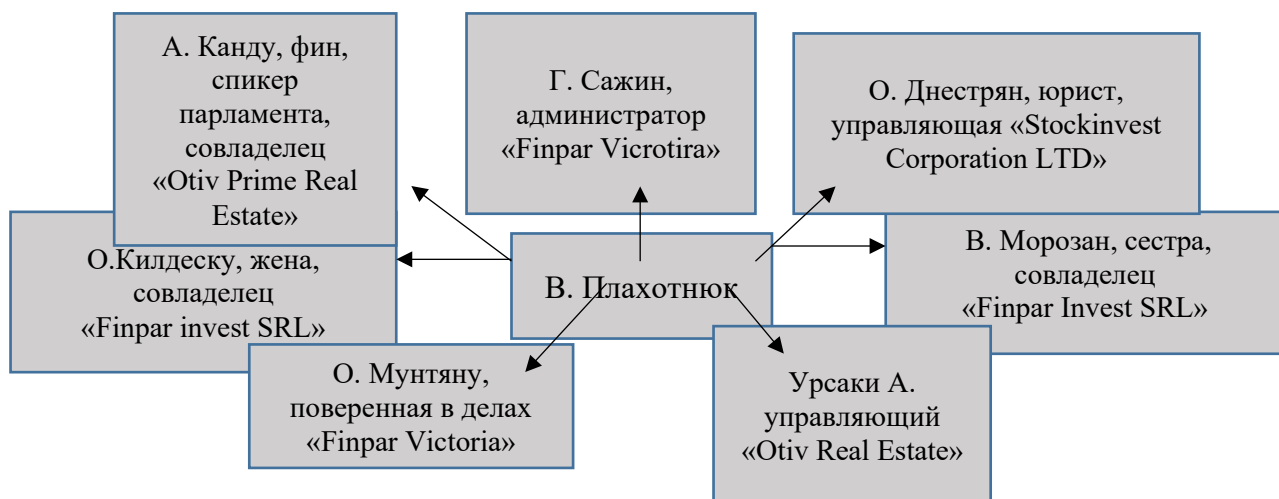 А. Канду, фин,
спикер
парламента,
совладелец
«Otiv Prime Real
Estate»
Г. Сажин,
администратор
«Finpar Vicrotira»
О. Днестрян, юрист,
управляющая «Stockinvest
Corporation LTD»
О.Килдеску, жена,
совладелец
«Finpar invest SRL»
В. Плахотнюк
В. Морозан, сестра,
совладелец
«Finpar Invest SRL»
О. Мунтяну,
поверенная в делах
«Finpar Victoria»
Урсаки А.
управляющий
«Otiv Real Estate»